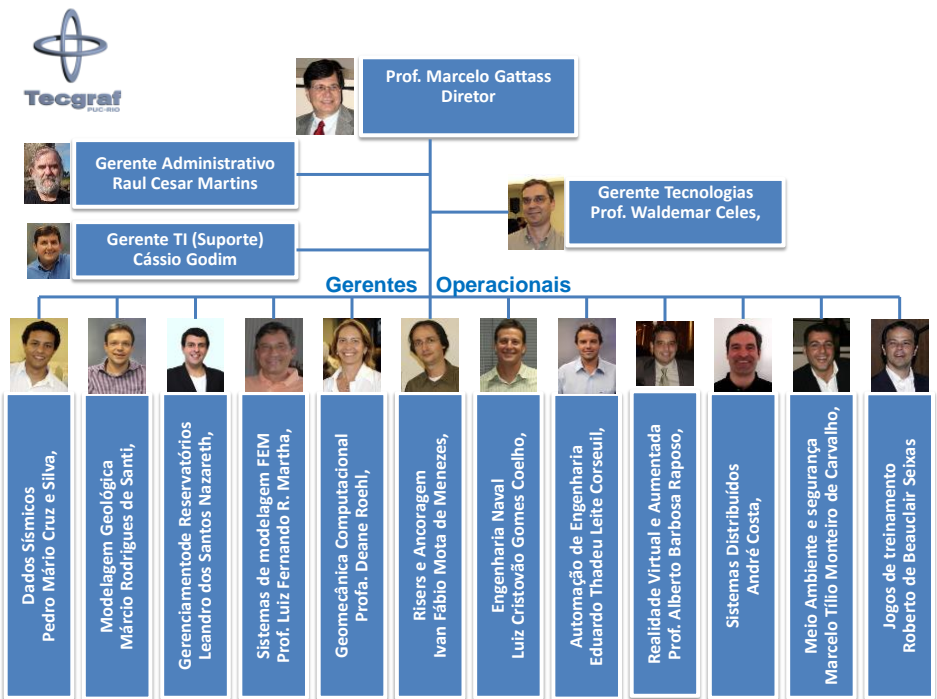 Tecgraf
PUC-RIO
Prof. Marcelo Gattass
Diretor
Gerente Administrativo
Raul Cesar Martins
Gerente Tecnologias
Prof. Waldemar Celes,
Gerente TI (Suporte)
Cássio Godim
Gerentes Operacionais
Dados Sísmicos
Pedro Mário Cruz e Silva,
Modelagem Geológica
Márcio Rodrigues de Santi,
Gerenciamentode Reservatórios
Leandro dos Santos Nazareth,
Sistemas de modelagem FEM
Prof. Luiz Fernando R. Martha,
Geomecânica Computacional
Profa. Deane Roehl,
Risers e Ancoragem
Ivan Fábio Mota de Menezes,
Engenharia Naval
Luiz Cristovão Gomes Coelho,
Automação de Engenharia
Eduardo Thadeu Leite Corseuil,
Realidade Virtual e Aumentada
Prof. Alberto Barbosa Raposo,
Sistemas Distribuídos
André Costa,
Meio Ambiente e segurança
Marcelo Tilio Monteiro de Carvalho,
Jogos de treinamento
Roberto de Beauclair Seixas